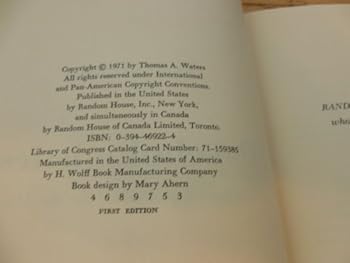 Copyright © 1971 by Thomas A. Waters
All rights reserved under International
and Pan-American Copyright Conventions.
Published in the United States
by Random House, Inc., New York,
and simultaneously in Canada
by Random House of Canada Limited, Toronto.
ISBN: 0-394-46922-4
Library of Congress Catalog Card Number: 71-159385
Manufactured in the United States of America
by H. Wolff Book Manufacturing Company
Book design by Mary Ahern
4 6 8 9 7 5 3
FIRST EDITION
RAND
who